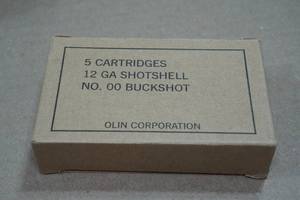 5 CARTRIDGES
12 GA SHOTSHELL
NO. 00 BUCKSHOT
OLIN CORPORATION